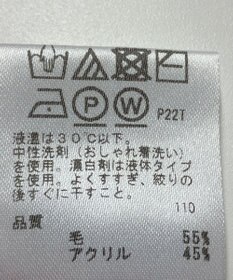 P W P22T
液温は30℃以下。
中性洗剤（おしゃれ着洗い）
を使用。漂白剤は液体タイプ
を使用。よくすすぎ、絞りの
後すぐに干すこと。
110
品質
毛 55%
アクリル 45%